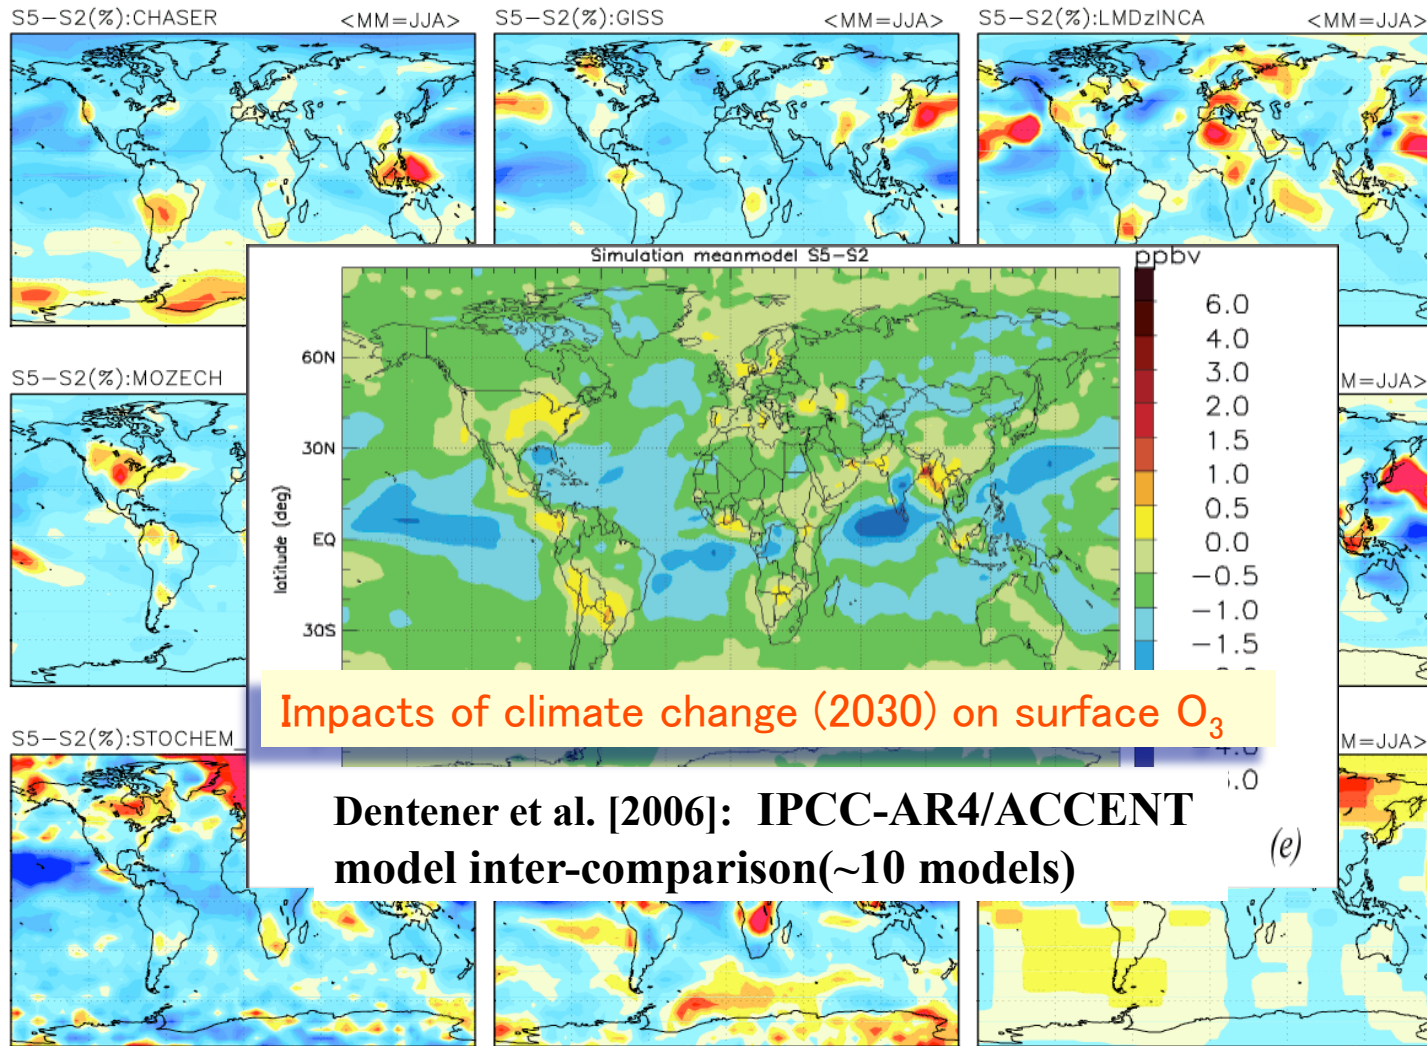 S5-S2(%):CHASER <MM=JJA>
S5-S2(%):GISS <MM=JJA>
S5-S2(%):LMDzINCA <MM=JJA>
Simulation meanmodel S5-S2
ppbv
6.0
4.0
3.0
2.0
1.5
1.0
0.5
0.0
-0.5
-1.0
-1.5
60N
30N
EQ
30S
latitude (deg)
S5-S2(%):MOZECH
M=JJA>
Impacts of climate change (2030) on surface O3
S5-S2(%):STOCHEM_
M=JJA>
Dentener et al. [2006]: IPCC-AR4/ACCENT
model inter-comparison(~10 models)
(e)